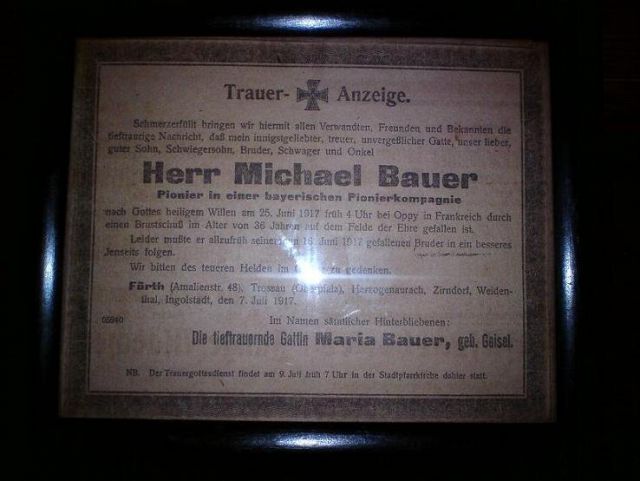 Trauer- Anzeige.
Schmerzerfüllt bringen wir hiermit allen Verwandten, Freunden und Bekannten die
tieftraurige Nachricht, daß mein innigstgeliebter, treuer, unvergeßlicher Gatte, unser lieber,
guter Sohn, Schwiegersohn, Bruder, Schwager und Onkel
Herr Michael Bauer
Pionier in einer bayerischen Pionierkompagnie
nach Gottes heiligem Willen am 25. Juni 1917 früh 4 Uhr bei Oppy in Frankreich durch
einen Brustschuß im Alter von 36 Jahren auf dem Felde der Ehre gefallen ist.
Leider mußte er allzufrüh seinem am 16. Juni 1917 gefallenen Bruder in ein besseres
Jenseits folgen.
Wir bitten des teueren Helden im zu gedenken.
Fürth (Amalienstr. 48), Trossau (Oberpfalz), Herzogenaurach, Zirndorf, Weiden-
thal, Ingolstadt, den 7. Juli 1917.
05940 Im Namen sämtlicher Hinterbliebenen:
Die tieftrauernde Gattin Maria Bauer, geb. Geisel.
NB. Der Trauergottesdienst findet am 9. Juli früh 7 Uhr in der Stadtpfarrkirche dahier statt.